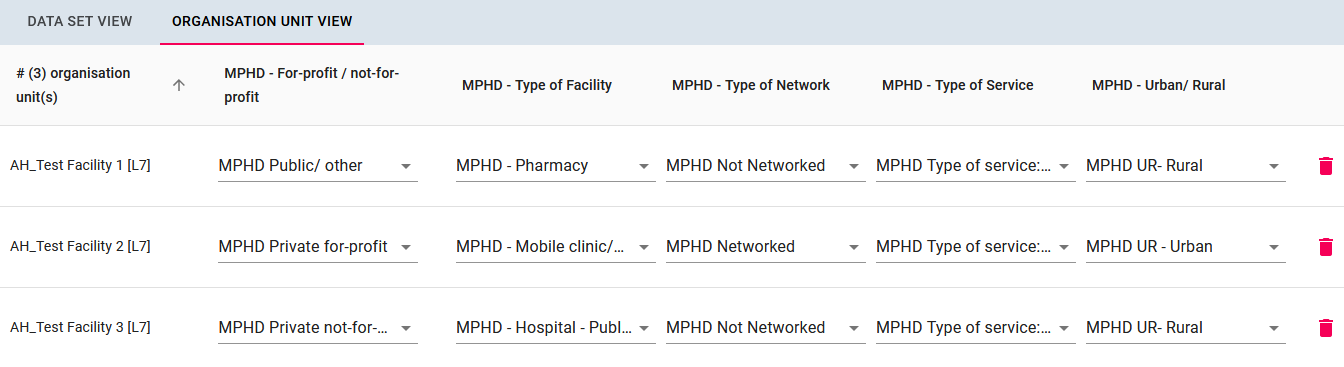 DATA SET VIEW ORGANISATION UNIT VIEW
# (3) organisation unit(s) MPHD - For-profit / not-for-profit MPHD - Type of Facility MPHD - Type of Network MPHD - Type of Service MPHD - Urban/ Rural
AH_Test Facility 1 [L7] MPHD Public/ other MPHD - Pharmacy MPHD Not Networked MPHD Type of service:... MPHD UR- Rural
AH_Test Facility 2 [L7] MPHD Private for-profit MPHD - Mobile clinic/... MPHD Networked MPHD Type of service:... MPHD UR - Urban
AH_Test Facility 3 [L7] MPHD Private not-for-... MPHD - Hospital - Publ... MPHD Not Networked MPHD Type of service:... MPHD UR- Rural